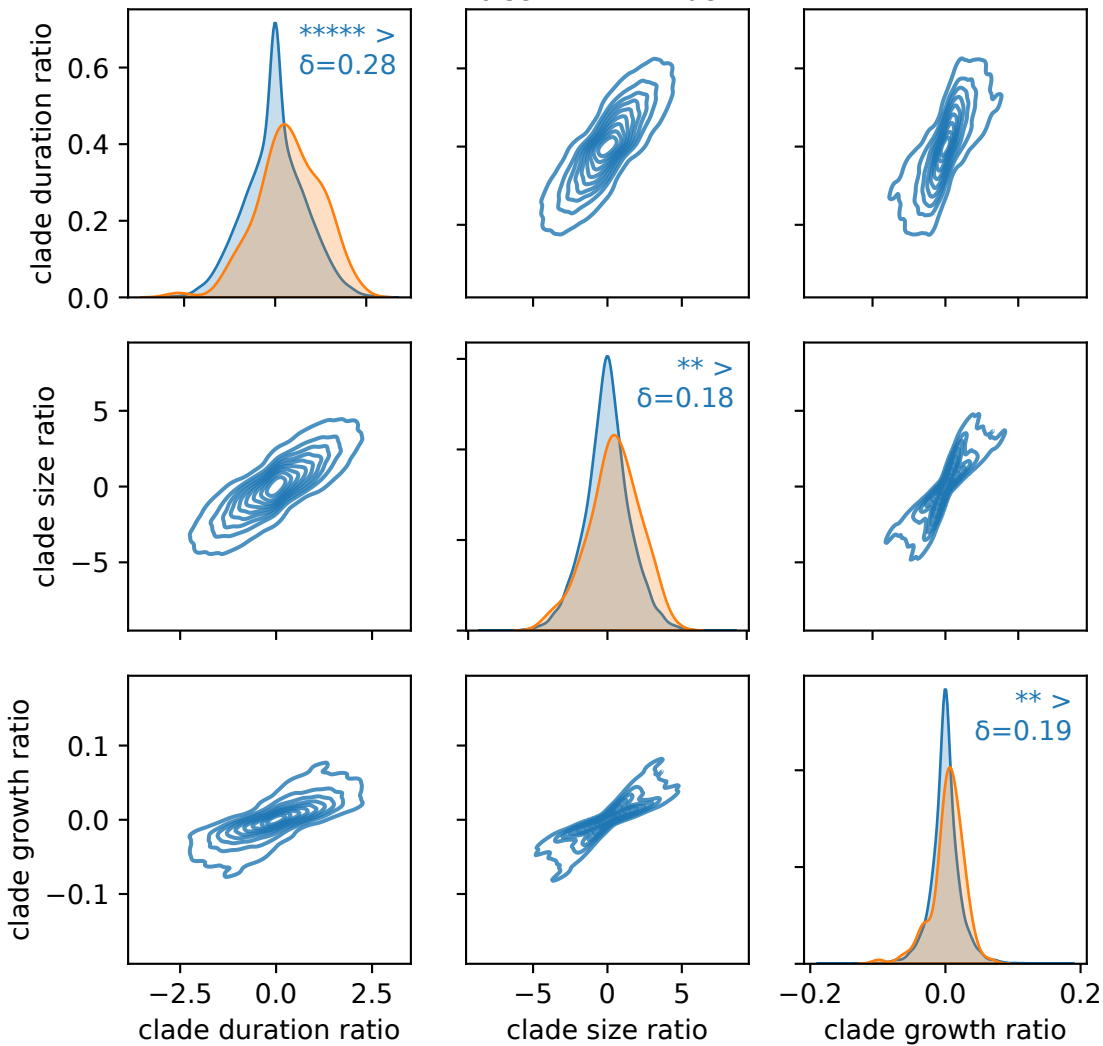 ***** >
δ=0.28
clade duration ratio
0.6
0.4
0.2
0.0
** >
δ=0.18
clade size ratio
5
0
−5
** >
δ=0.19
clade growth ratio
0.1
0.0
−0.1
−2.5 0.0 2.5
−5 0 5
−0.2 0.0 0.2
clade duration ratio
clade size ratio
clade growth ratio